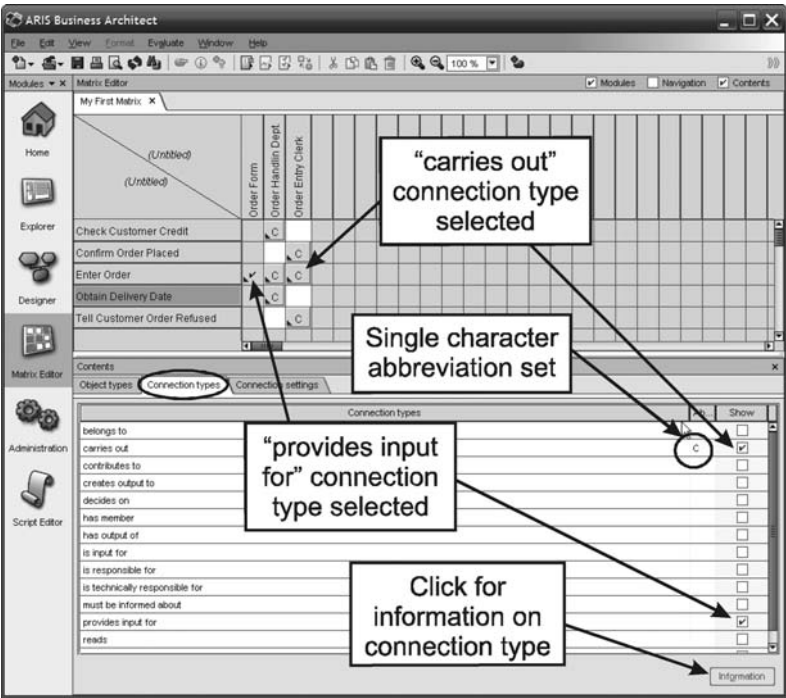 ARIS Business Architect
File Edit View Format Evaluate Window Help
100 %
Modules × Matrix Editor Modules Navigation Contents
My First Matrix ×
(Untitled)
(Untitled)
Order Form
Order Handlin Dept.
Order Entry Clerk
Home
Explorer
Designer
Matrix Editor
Administration
Script Editor
Check Customer Credit C
Confirm Order Placed C
Enter Order C C
Obtain Delivery Date C
Tell Customer Order Refused C
"carries out"
connection type
selected
Single character
abbreviation set
Contents ×
Object types Connection types Connection settings
Connection types Ab... Show
belongs to
carries out C
contributes to
creates output to
decides on
has member
has output of
is input for
is responsible for
is technically responsible for
must be informed about
provides input for
reads
"provides input
for" connection
type selected
Click for
information on
connection type
Information